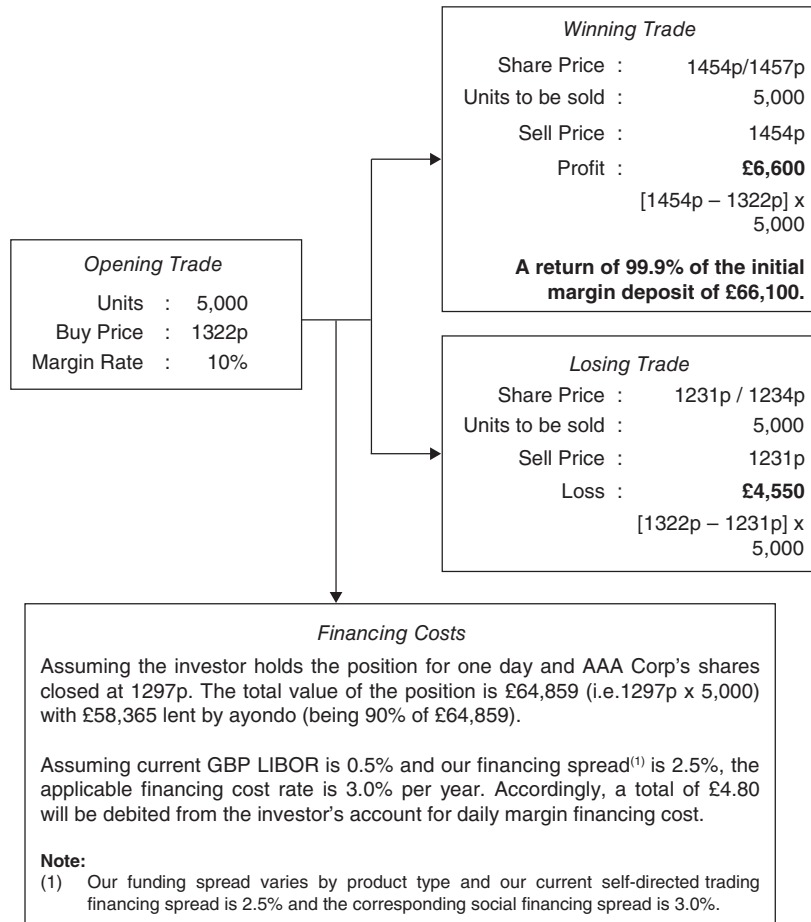 Winning Trade
Share Price : 1454p/1457p
Units to be sold : 5,000
Sell Price : 1454p
Profit : £6,600
[1454p – 1322p] x
5,000
A return of 99.9% of the initial
margin deposit of £66,100.
Opening Trade
Units : 5,000
Buy Price : 1322p
Margin Rate : 10%
Losing Trade
Share Price : 1231p / 1234p
Units to be sold : 5,000
Sell Price : 1231p
Loss : £4,550
[1322p – 1231p] x
5,000
Financing Costs
Assuming the investor holds the position for one day and AAA Corp's shares
closed at 1297p. The total value of the position is £64,859 (i.e.1297p x 5,000)
with £58,365 lent by ayondo (being 90% of £64,859).
Assuming current GBP LIBOR is 0.5% and our financing spread(1) is 2.5%, the
applicable financing cost rate is 3.0% per year. Accordingly, a total of £4.80
will be debited from the investor's account for daily margin financing cost.
Note:
(1) Our funding spread varies by product type and our current self-directed trading
financing spread is 2.5% and the corresponding social financing spread is 3.0%.